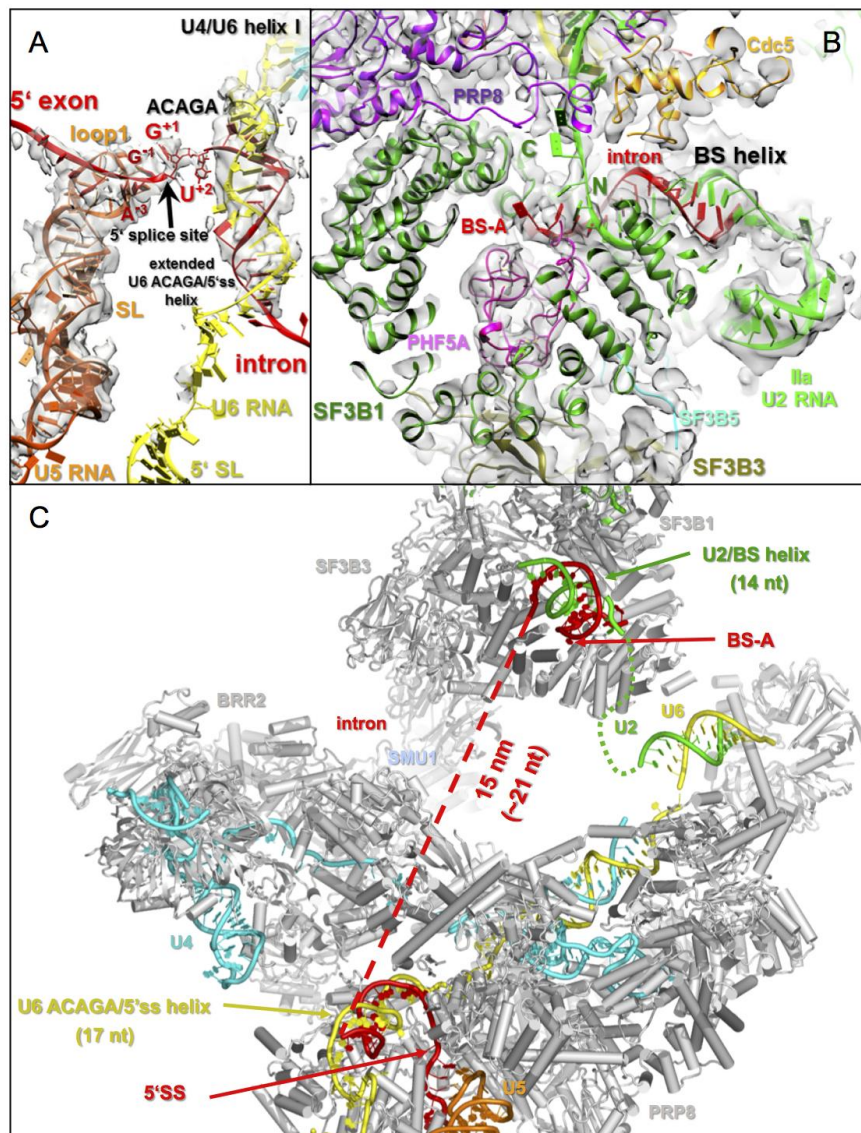 A
U4/U6 helix I
5' exon
ACAGA
loop1
G+1
G-1
U+2
A-3
5' splice site
extended
U6 ACAGA/5'ss
helix
SL
intron
U6 RNA
U5 RNA
5' SL
B
Cdc5
PRP8
C
intron
BS helix
N
BS-A
PHF5A
IIa
U2 RNA
SF3B1
SF3B5
SF3B3
C
SF3B1
SF3B3
U2/BS helix
(14 nt)
BS-A
BRR2
intron
U2
U6
SMU1
15 nm
(~21 nt)
U4
U6 ACAGA/5'ss helix
(17 nt)
5'SS
U5
PRP8